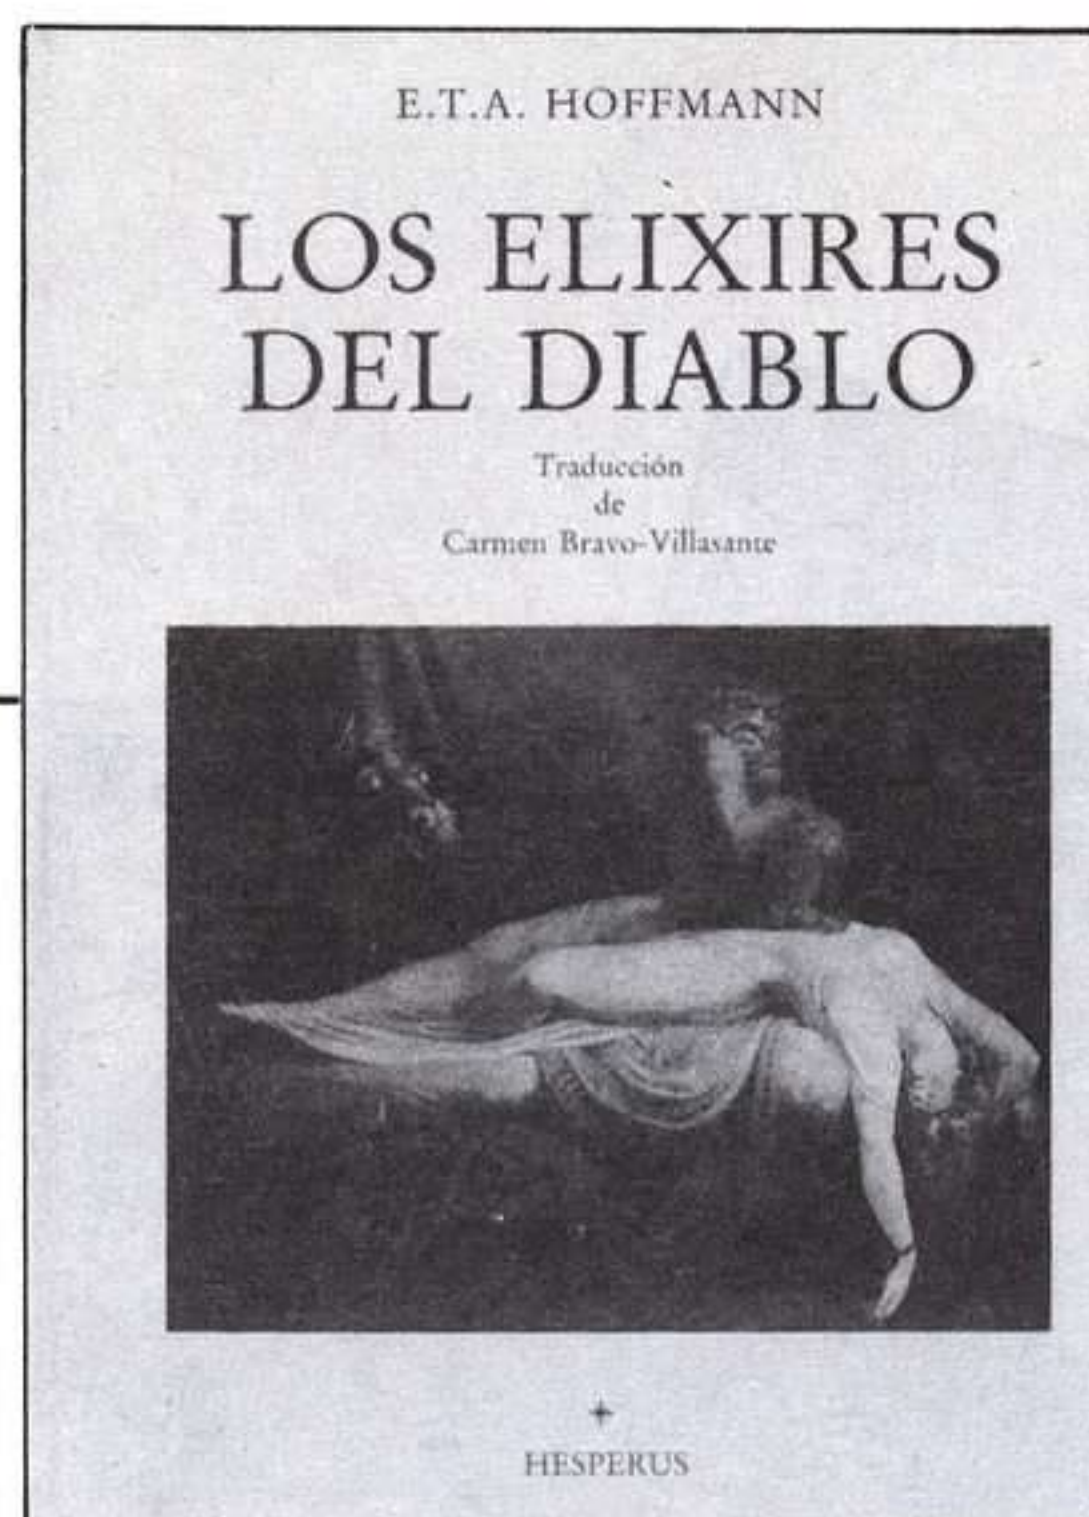 E.T.A. HOFFMANN
LOS ELIXIRES
DEL DIABLO
Traducción
de
Carmen Bravo-Villasante
HESPERUS